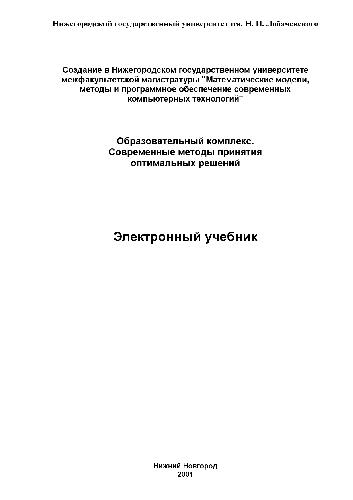 Нижегородский государственный университет им. Н. И. Лобачевского
Создание в Нижегородском государственном университете
межфакультетской магистратуры "Математические модели,
методы и программное обеспечение современных
компьютерных технологий"
Образовательный комплекс.
Современные методы принятия
оптимальных решений
Электронный учебник
Нижний Новгород
2001